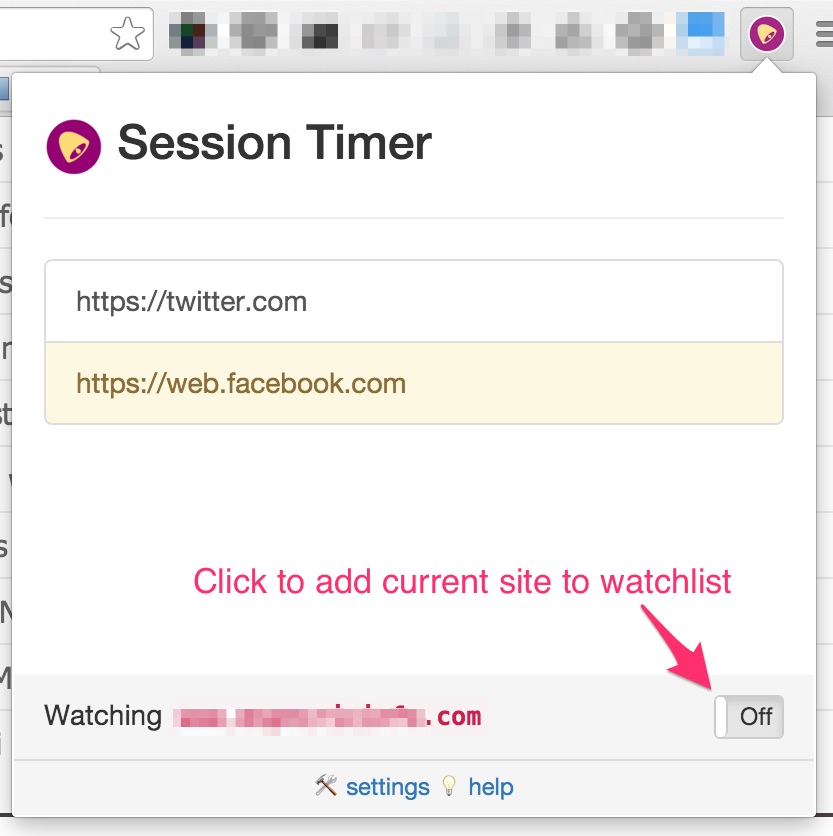 Session Timer
https://twitter.com
https://web.facebook.com
Click to add current site to watchlist
Watching .com
Off
settings help